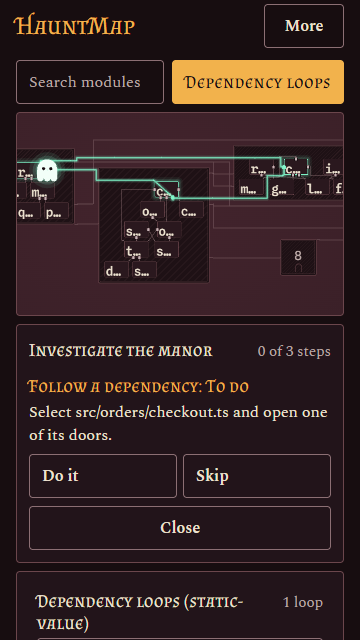 HauntMap
More
Search modules
Dependency loops
r… c… r… c… i…
m… m… g… l… f
q… p… o… c…
s… o…
t… s…
d… s…
8
Investigate the manor 0 of 3 steps
Follow a dependency: To do
Select src/orders/checkout.ts and open one
of its doors.
Do it Skip
Close
Dependency loops (static-
value) 1 loop